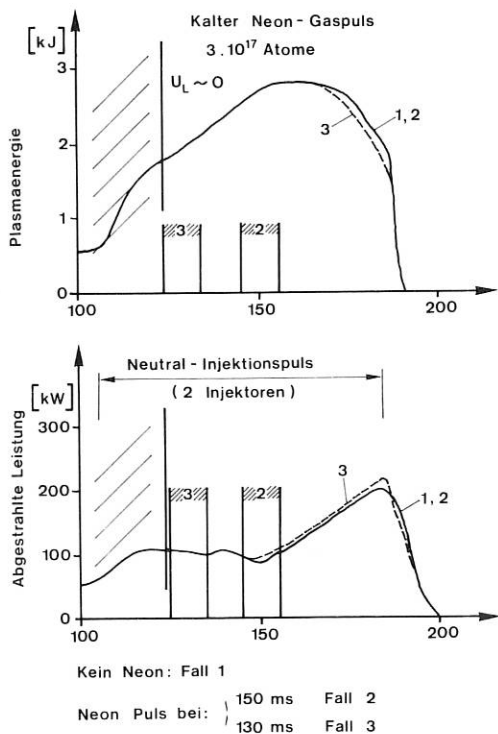 Kalter Neon-Gaspuls
3.10¹⁷ Atome
[kJ]
U_L ~ 0
3
2
1
0
Plasmaenergie
3
1,2
3
2
100
150
200
Neutral-Injektionspuls
(2 Injektoren)
[kW]
300
200
100
0
Abgestrahlte Leistung
3
2
3
1,2
100
150
200
Kein Neon: Fall 1
Neon Puls bei: 150 ms Fall 2
130 ms Fall 3